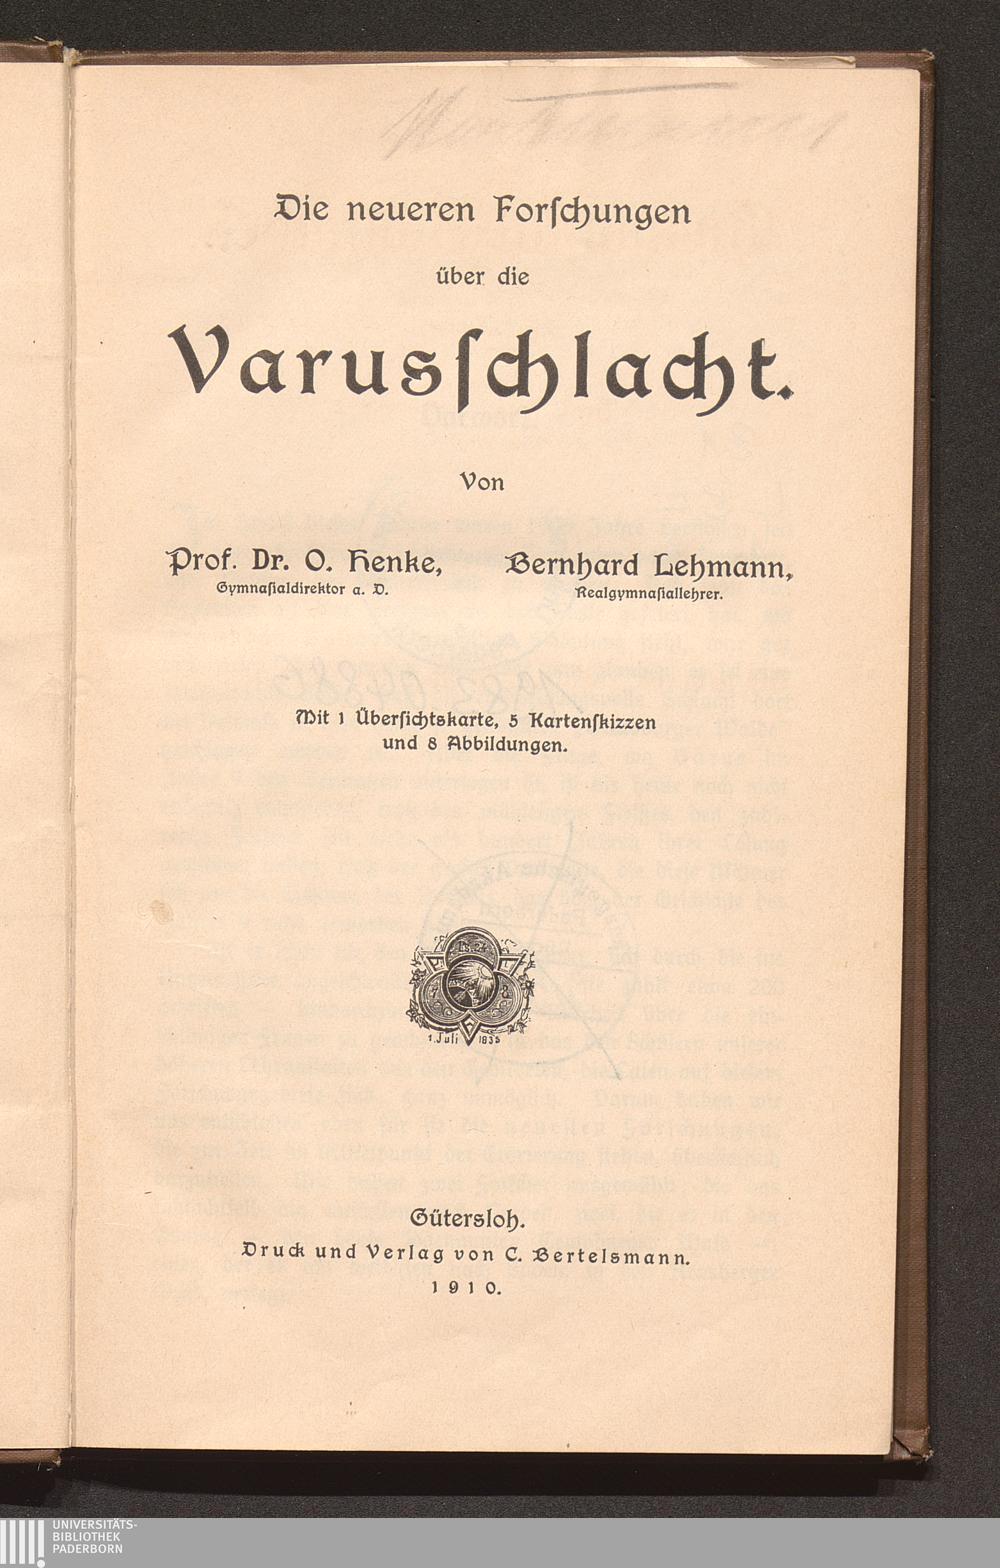 Die neueren Forſchungen
über die
Varusſchlacht.
Von
Prof. Dr. O. Henke,
Gymnaſialdirektor a. D.
Bernhard Lehmann,
Realgymnaſiallehrer.
Mit 1 Überſichtskarte, 5 Kartenſkizzen
und 8 Abbildungen.
1. Juli 1835
Gütersloh.
Druck und Verlag von C. Bertelsmann.
1910.
UNIVERSITÄTS-
BIBLIOTHEK
PADERBORN